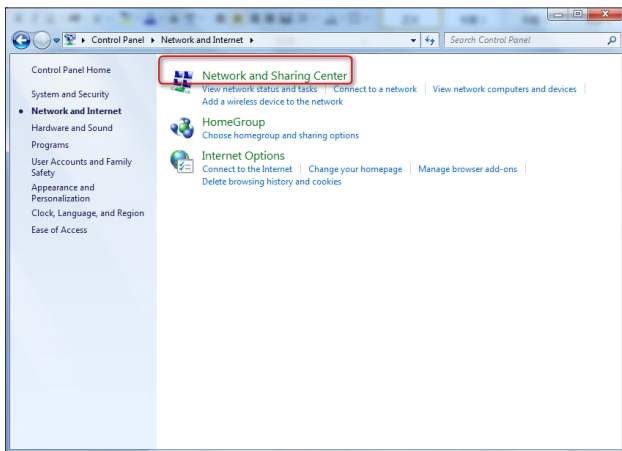 Control Panel ▸ Network and Internet ▸
Search Control Panel
Control Panel Home
System and Security
Network and Internet
Hardware and Sound
Programs
User Accounts and Family
Safety
Appearance and
Personalization
Clock, Language, and Region
Ease of Access
Network and Sharing Center
View network status and tasks | Connect to a network | View network computers and devices |
Add a wireless device to the network
HomeGroup
Choose homegroup and sharing options
Internet Options
Connect to the Internet | Change your homepage | Manage browser add-ons |
Delete browsing history and cookies